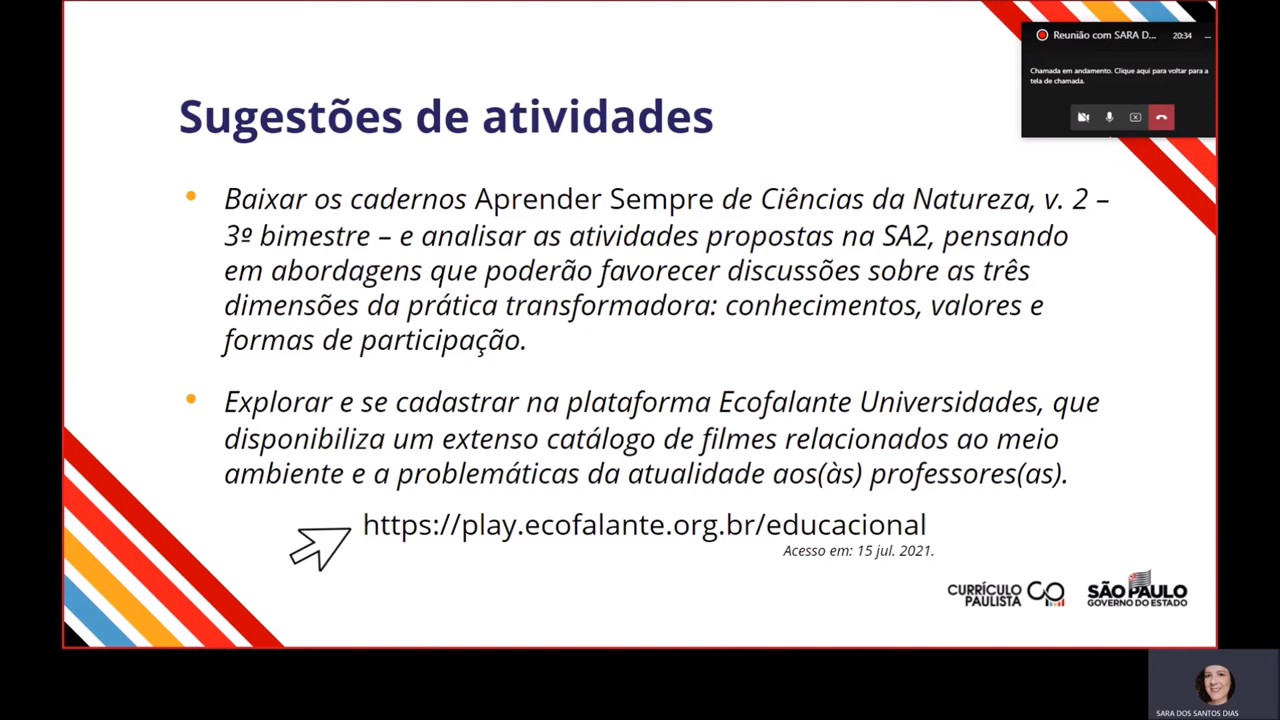 Reunião com SARA D...
20:34
Chamada em andamento. Clique aqui para voltar para a
tela de chamada.
Sugestões de atividades
Baixar os cadernos Aprender Sempre de Ciências da Natureza, v. 2 –
3º bimestre – e analisar as atividades propostas na SA2, pensando
em abordagens que poderão favorecer discussões sobre as três
dimensões da prática transformadora: conhecimentos, valores e
formas de participação.
Explorar e se cadastrar na plataforma Ecofalante Universidades, que
disponibiliza um extenso catálogo de filmes relacionados ao meio
ambiente e a problemáticas da atualidade aos(às) professores(as).
https://play.ecofalante.org.br/educacional
Acesso em: 15 jul. 2021.
CURRÍCULO
PAULISTA
SÃO PAULO
GOVERNO DO ESTADO
SARA DOS SANTOS DIAS